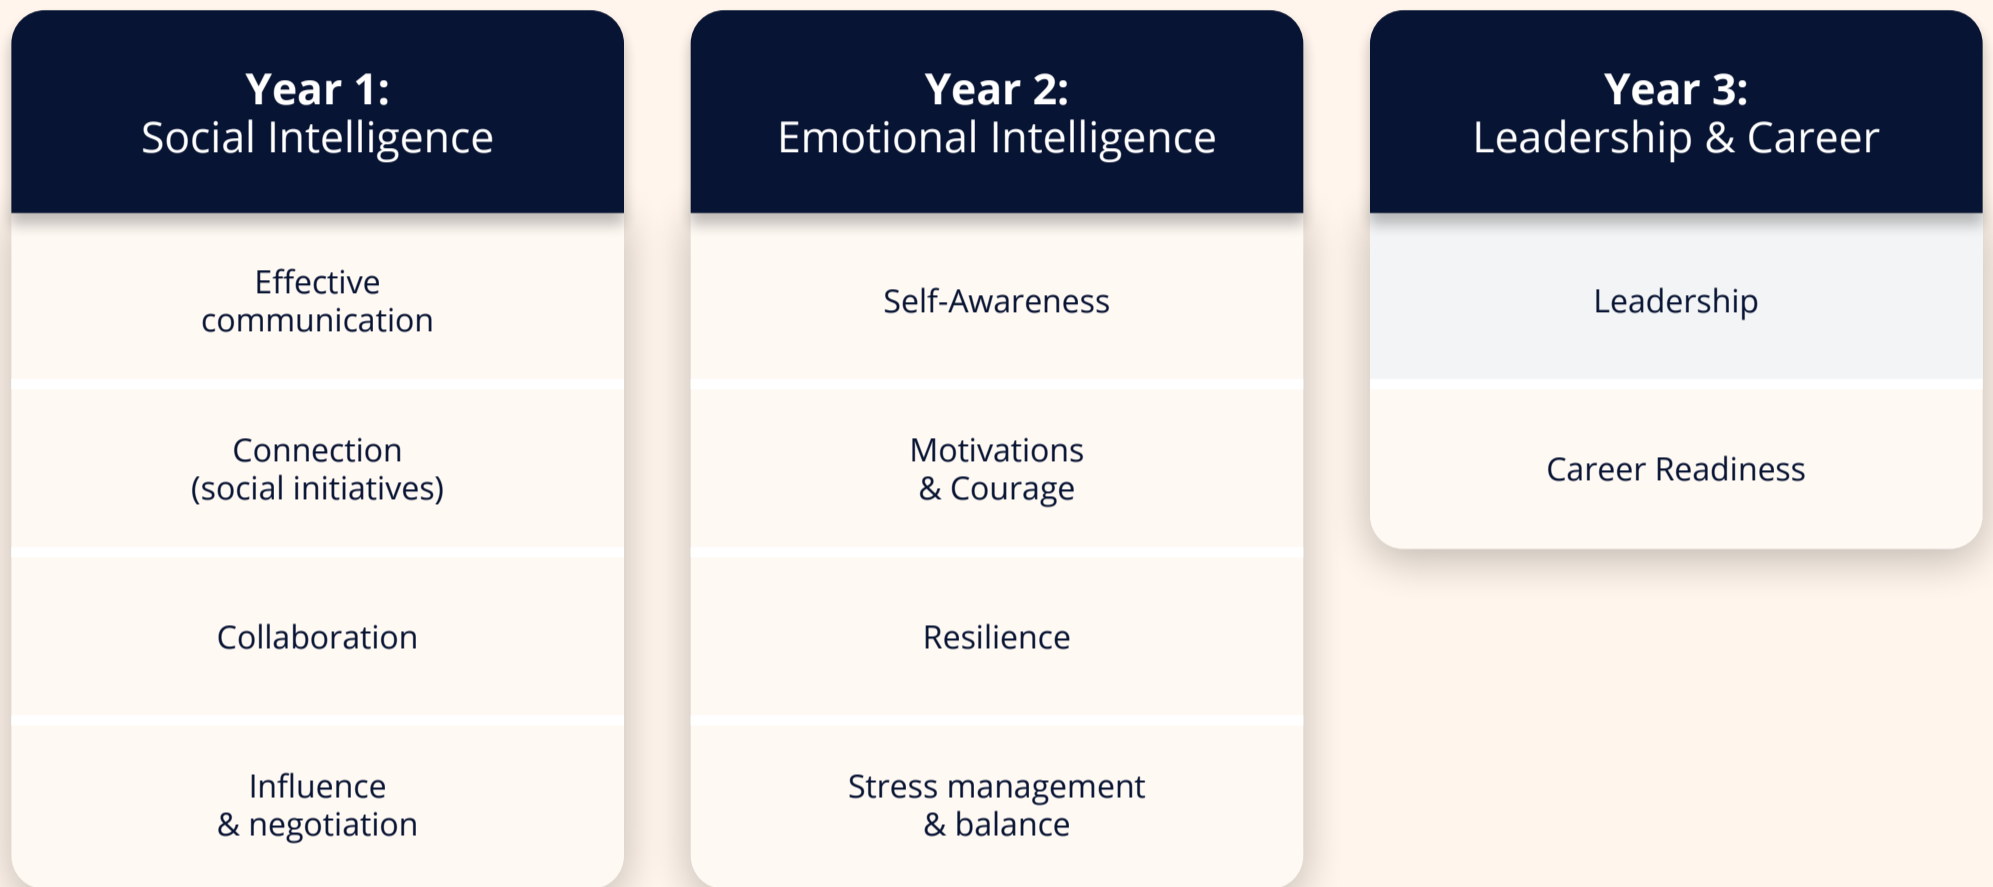 Year 1:
Social Intelligence
Effective
communication
Connection
(social initiatives)
Collaboration
Influence
& negotiation
Year 2:
Emotional Intelligence
Self-Awareness
Motivations
& Courage
Resilience
Stress management
& balance
Year 3:
Leadership & Career
Leadership
Career Readiness